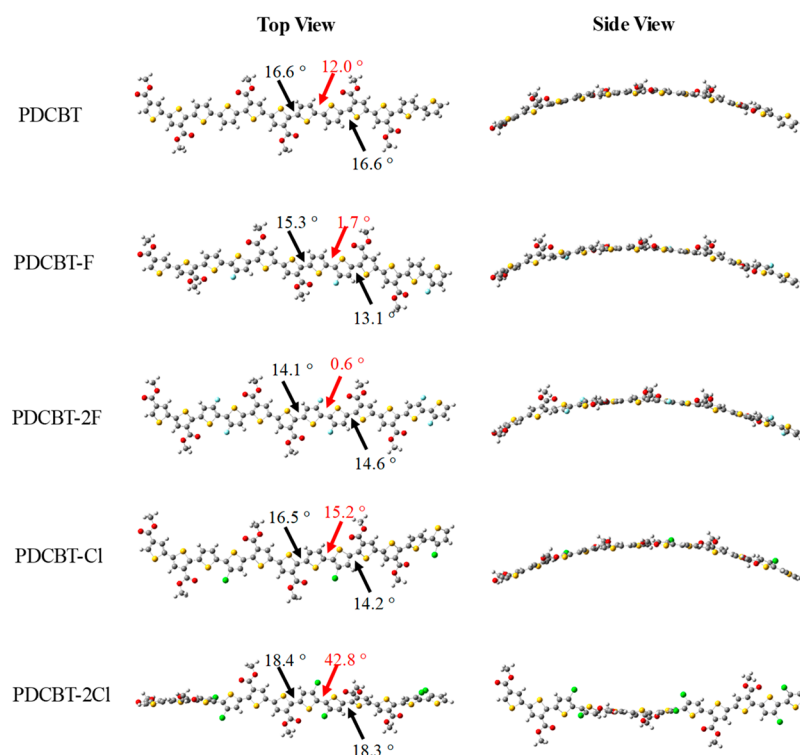 Top View Side View
PDCBT
16.6 ° 12.0 °
16.6 °
PDCBT-F
15.3 ° 1.7 °
13.1 °
PDCBT-2F
14.1 ° 0.6 °
14.6 °
PDCBT-Cl
16.5 ° 15.2 °
14.2 °
PDCBT-2Cl
18.4 ° 42.8 °
18.3 °